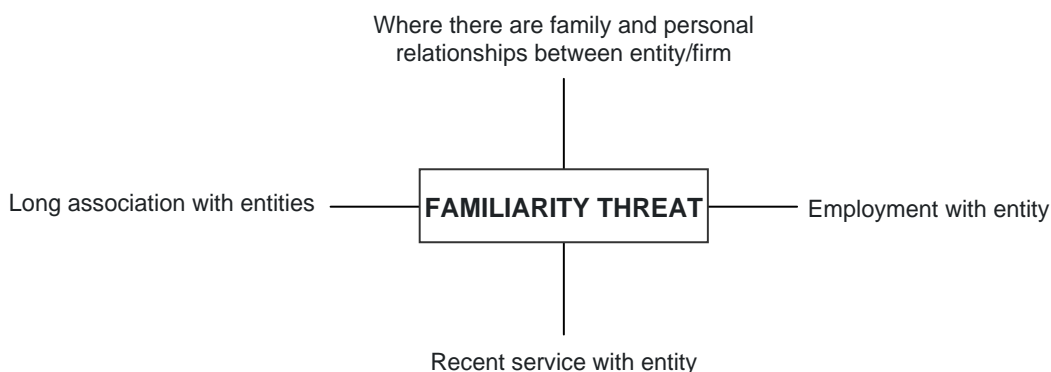 Where there are family and personal
relationships between entity/firm
Long association with entities
FAMILIARITY THREAT
Employment with entity
Recent service with entity